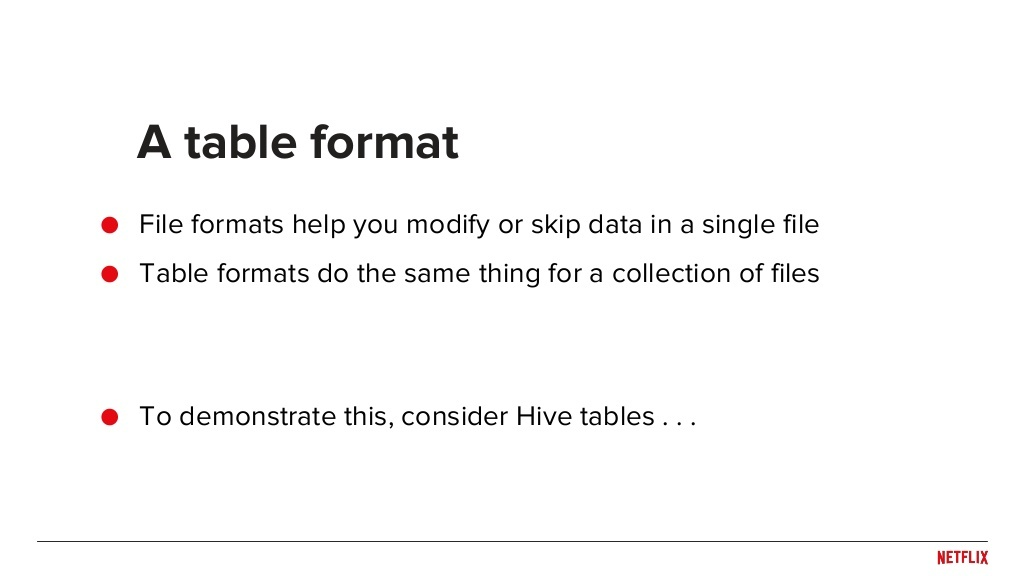 A table format
● File formats help you modify or skip data in a single file
● Table formats do the same thing for a collection of files
● To demonstrate this, consider Hive tables . . .
NETFLIX